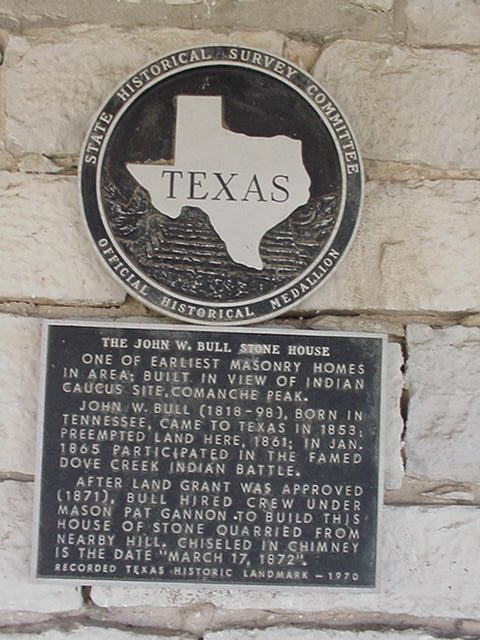 STATE HISTORICAL SURVEY COMMITTEE
TEXAS
OFFICIAL HISTORICAL MEDALLION
THE JOHN W. BULL STONE HOUSE
ONE OF EARLIEST MASONRY HOMES
IN AREA; BUILT IN VIEW OF INDIAN
CAUCUS SITE, COMANCHE PEAK.
JOHN W. BULL (1818-98), BORN IN
TENNESSEE, CAME TO TEXAS IN 1853;
PREEMPTED LAND HERE, 1861; IN JAN.
1865 PARTICIPATED IN THE FAMED
DOVE CREEK INDIAN BATTLE.
AFTER LAND GRANT WAS APPROVED
(1871), BULL HIRED CREW UNDER
MASON PAT GANNON TO BUILD THIS
HOUSE OF STONE QUARRIED FROM
NEARBY HILL. CHISELED IN CHIMNEY
IS THE DATE "MARCH 17, 1872".
RECORDED TEXAS HISTORIC LANDMARK - 1970